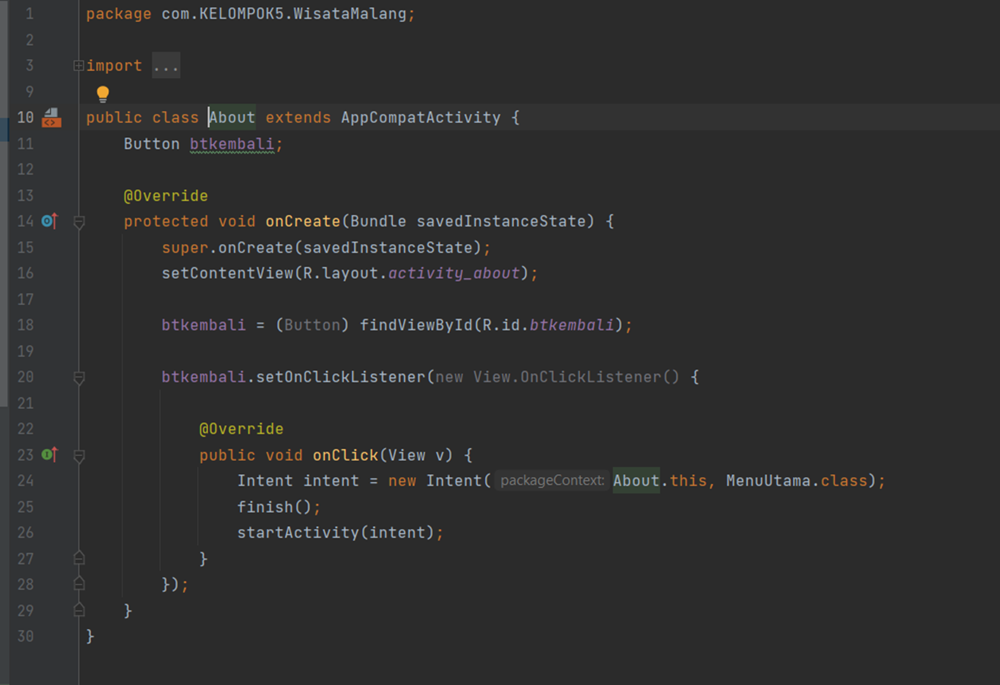 1 package com.KELOMPOK5.WisataMalang;
2
3 import ...
9
10 public class About extends AppCompatActivity {
11 Button btkembali;
12
13 @Override
14 protected void onCreate(Bundle savedInstanceState) {
15 super.onCreate(savedInstanceState);
16 setContentView(R.layout.activity_about);
17
18 btkembali = (Button) findViewById(R.id.btkembali);
19
20 btkembali.setOnClickListener(new View.OnClickListener() {
21
22 @Override
23 public void onClick(View v) {
24 Intent intent = new Intent( packageContext: About.this, MenuUtama.class);
25 finish();
26 startActivity(intent);
27 }
28 });
29 }
30 }